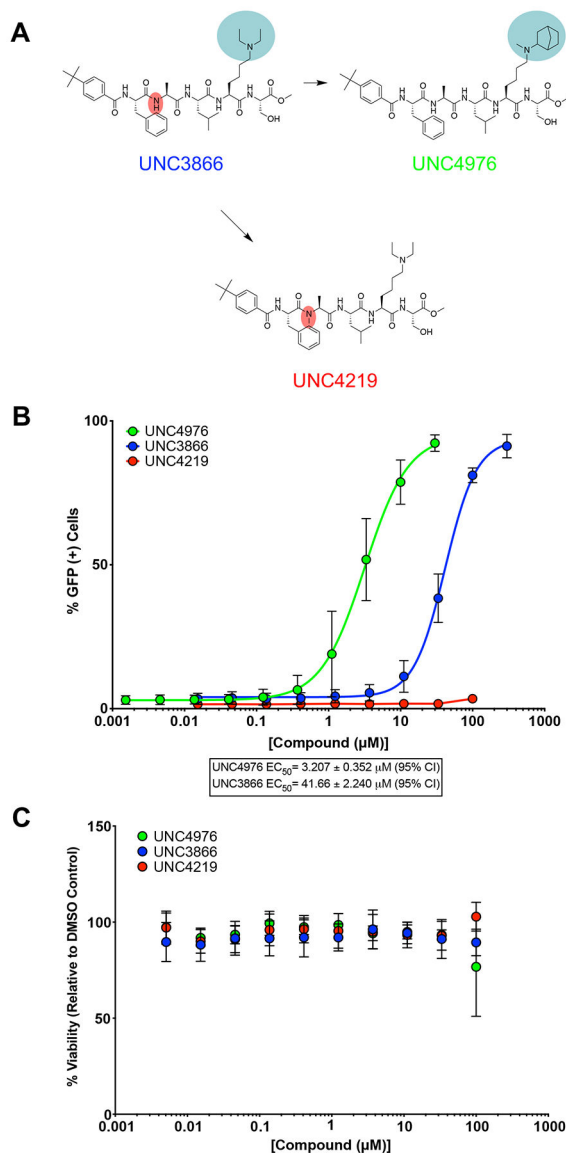 A
UNC3866
UNC4976
UNC4219
B
UNC4976
UNC3866
UNC4219
% GFP (+) Cells
100
50
0
0.001 0.01 0.1 1 10 100 1000
[Compound (μM)]
UNC4976 EC50= 3.207 ± 0.352 μM (95% CI)
UNC3866 EC50= 41.66 ± 2.240 μM (95% CI)
C
UNC4976
UNC3866
UNC4219
% Viability (Relative to DMSO Control)
150
100
50
0
0.001 0.01 0.1 1 10 100 1000
[Compound (μM)]